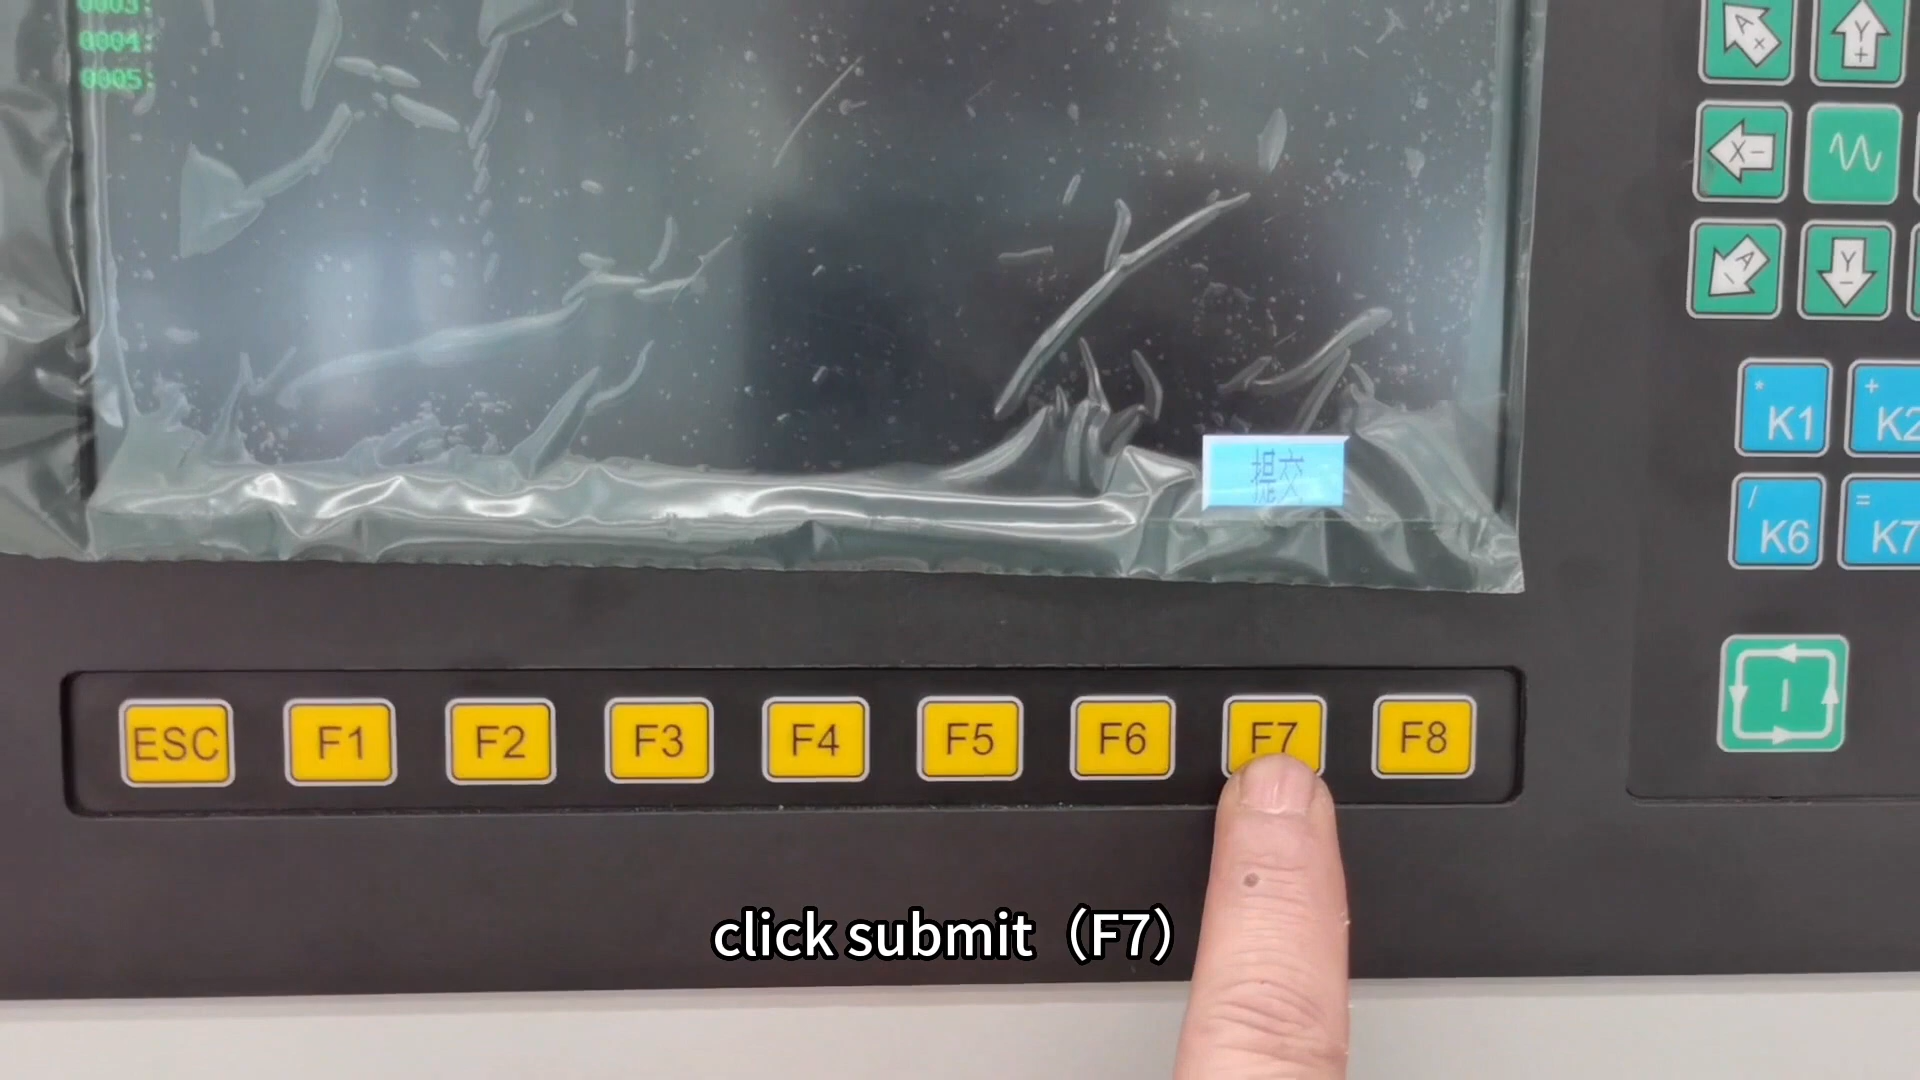 0003:
0004:
0005:
A
X
Y
+
X-
A
Y
-
* K1
+ K2
提交
/ K6
= K7
ESC F1 F2 F3 F4 F5 F6 F7 F8
click submit（F7）